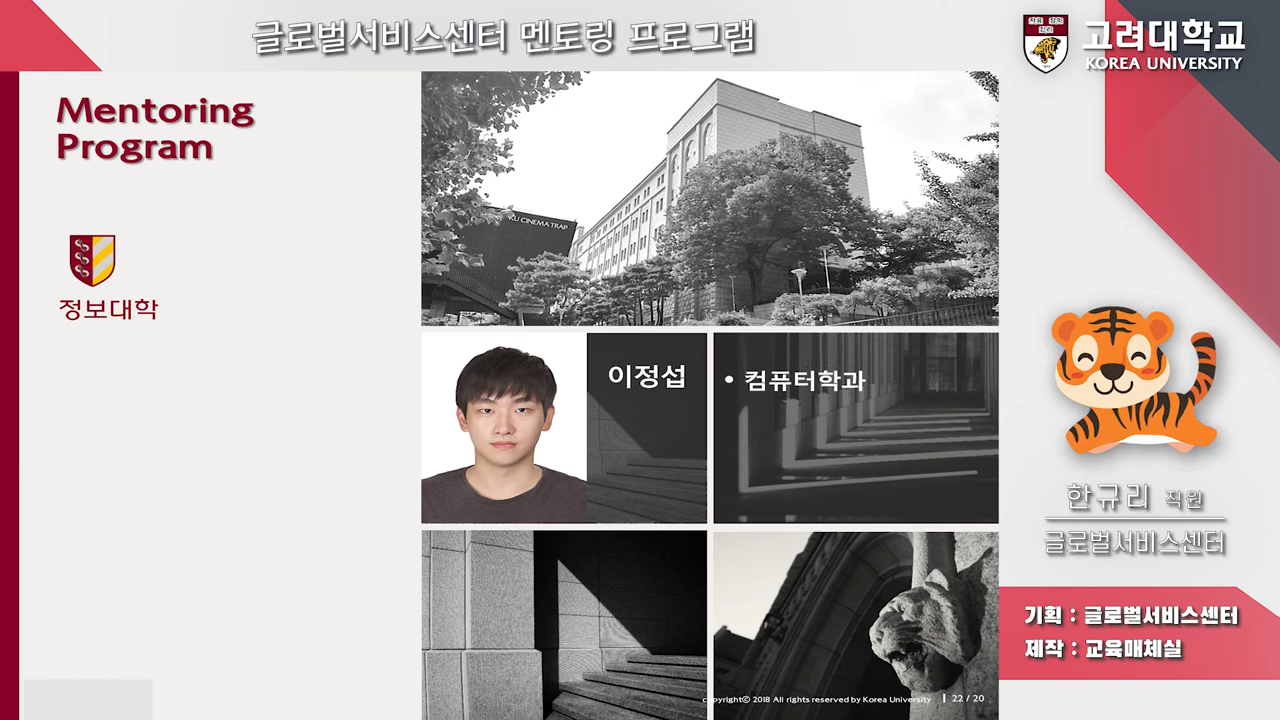 글로벌서비스센터 멘토링 프로그램
고려대학교
KOREA UNIVERSITY
Mentoring
Program
정보대학
KU CINEMA TRAP
이정섭
• 컴퓨터학과
한규리 직원
글로벌서비스센터
기획 : 글로벌서비스센터
제작 : 교육매체실
copyrightⓒ 2018 All rights reserved by Korea University
22 / 20